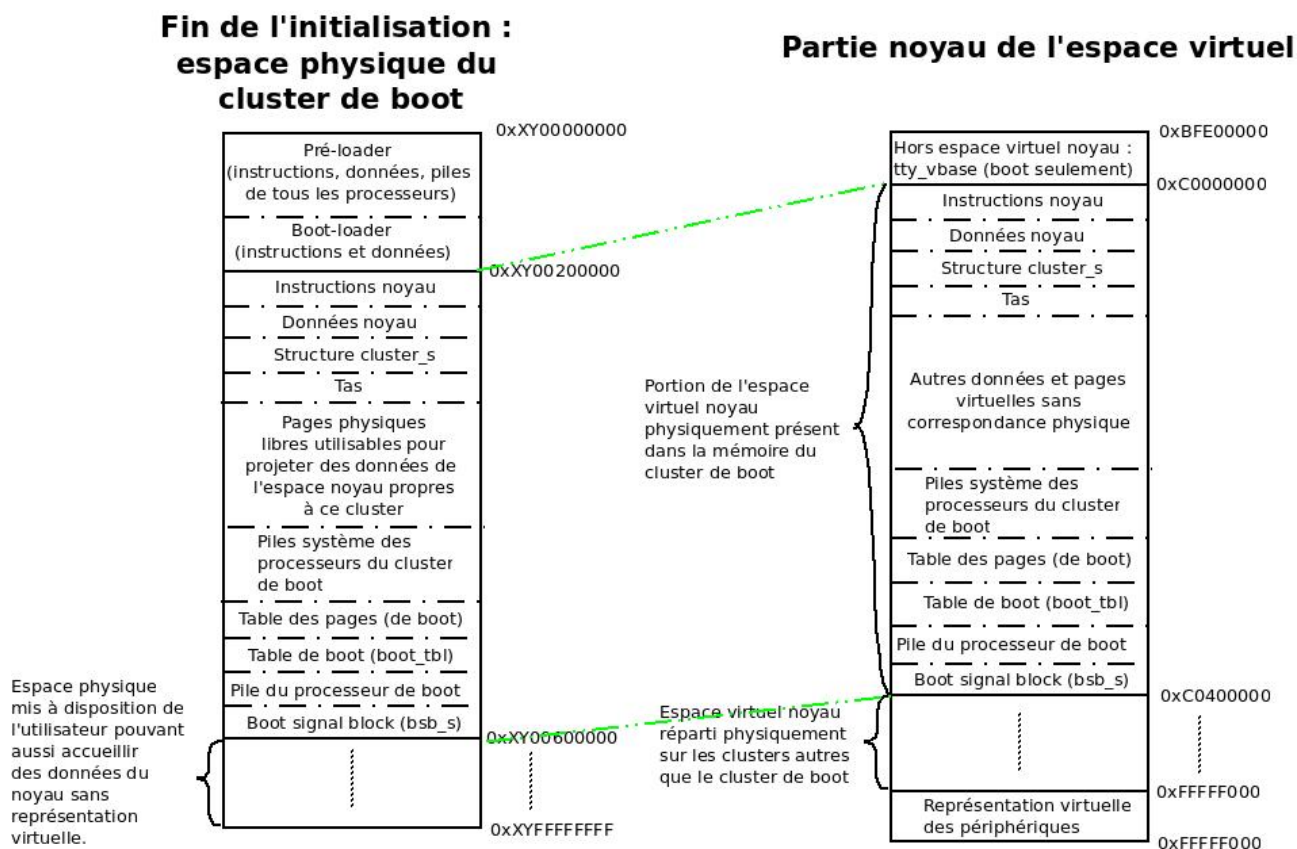 Fin de l'initialisation :
espace physique du
cluster de boot
0xXY00000000
Pré-loader
(instructions, données, piles
de tous les processeurs)
Boot-loader
(instructions et données)
0xXY00200000
Instructions noyau
Données noyau
Structure cluster_s
Tas
Pages physiques
libres utilisables pour
projeter des données de
l'espace noyau propres
à ce cluster
Piles système des
processeurs du cluster
de boot
Table des pages (de boot)
Table de boot (boot_tbl)
Pile du processeur de boot
Boot signal block (bsb_s)
0xXY00600000
0xXYFFFFFFFF
Espace physique
mis à disposition de
l'utilisateur pouvant
aussi accueillir
des données du
noyau sans
représentation
virtuelle.
Partie noyau de l'espace virtuel
0xBFE00000
Hors espace virtuel noyau :
tty_vbase (boot seulement)
0xC0000000
Instructions noyau
Données noyau
Structure cluster_s
Tas
Autres données et pages
virtuelles sans
correspondance physique
Piles système des
processeurs du cluster
de boot
Table des pages (de boot)
Table de boot (boot_tbl)
Pile du processeur de boot
Boot signal block (bsb_s)
0xC0400000
0xFFFFF000
Représentation virtuelle
des périphériques
0xFFFFF000
Portion de l'espace
virtuel noyau
physiquement présent
dans la mémoire du
cluster de boot
Espace virtuel noyau
réparti physiquement
sur les clusters autres
que le cluster de boot